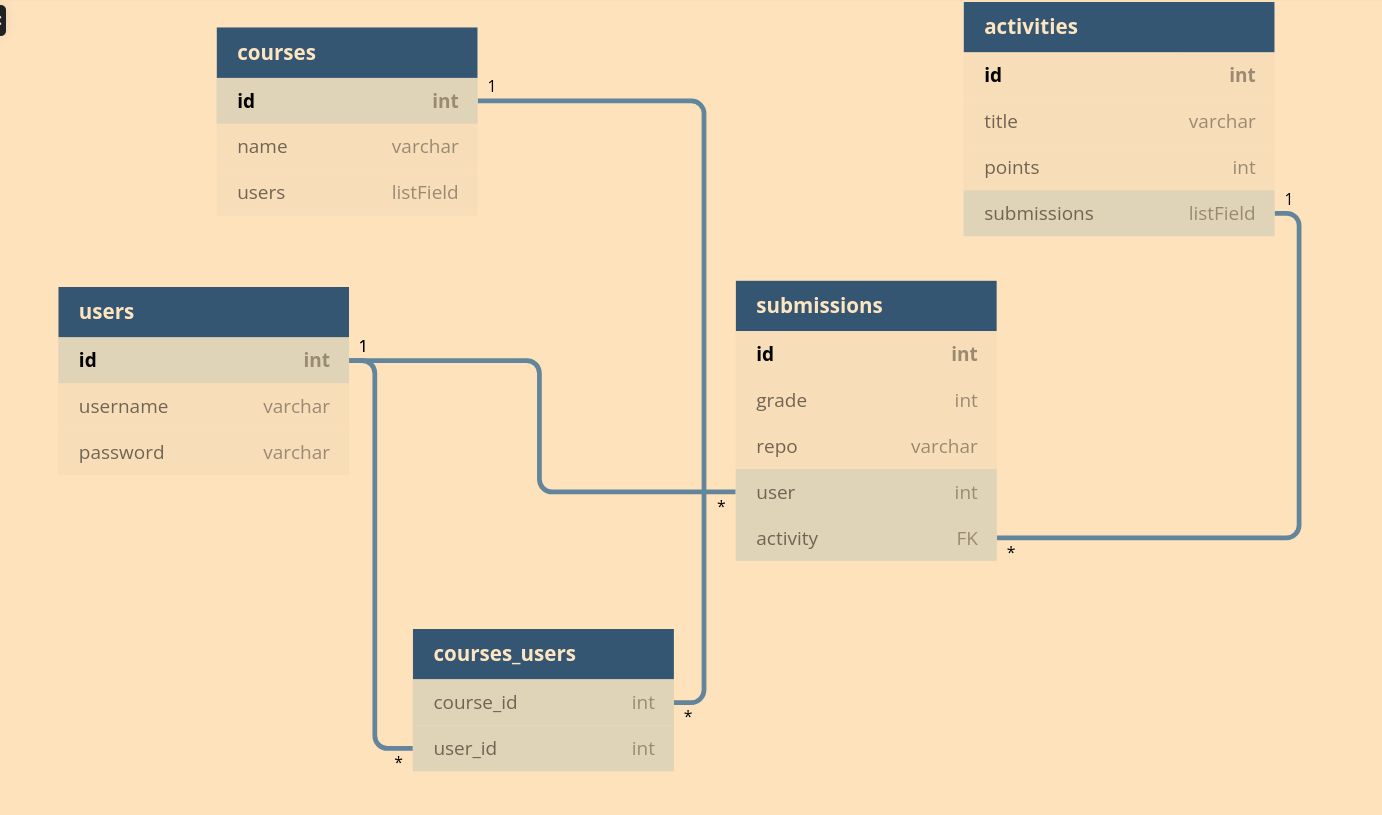 courses
id int
name varchar
users listField
activities
id int
title varchar
points int
submissions listField
users
id int
username varchar
password varchar
submissions
id int
grade int
repo varchar
user int
activity FK
courses_users
course_id int
user_id int
1
1
1
*
*
*
*